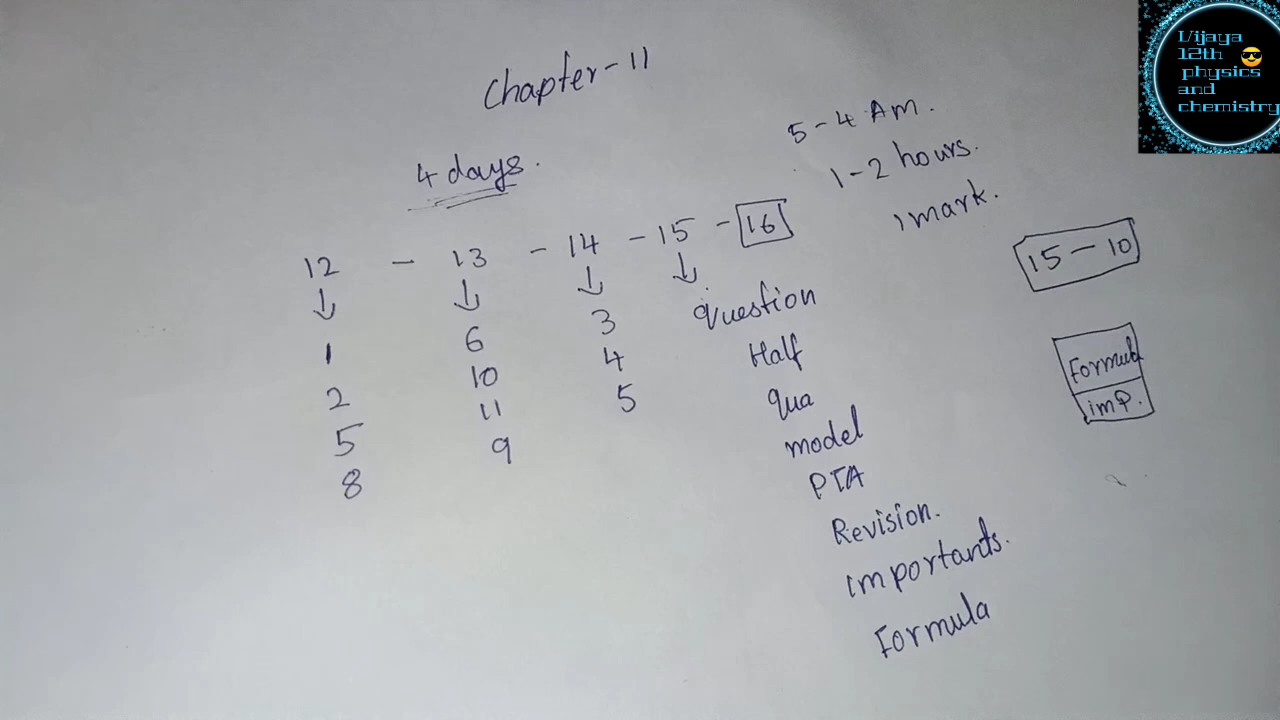 Chapter-11
Vijaya
12th 😎
physics
and
chemistry
5-4 AM.
4 days.
1-2 hours.
1 mark.
12 - 13 - 14 - 15 - 16
15-10
↓ ↓ ↓ ↓
1 6 3 Question
2 10 4 Half
5 11 5 Qua
8 9 model
PTA
Revision.
importants.
Formula
Formula
imp.